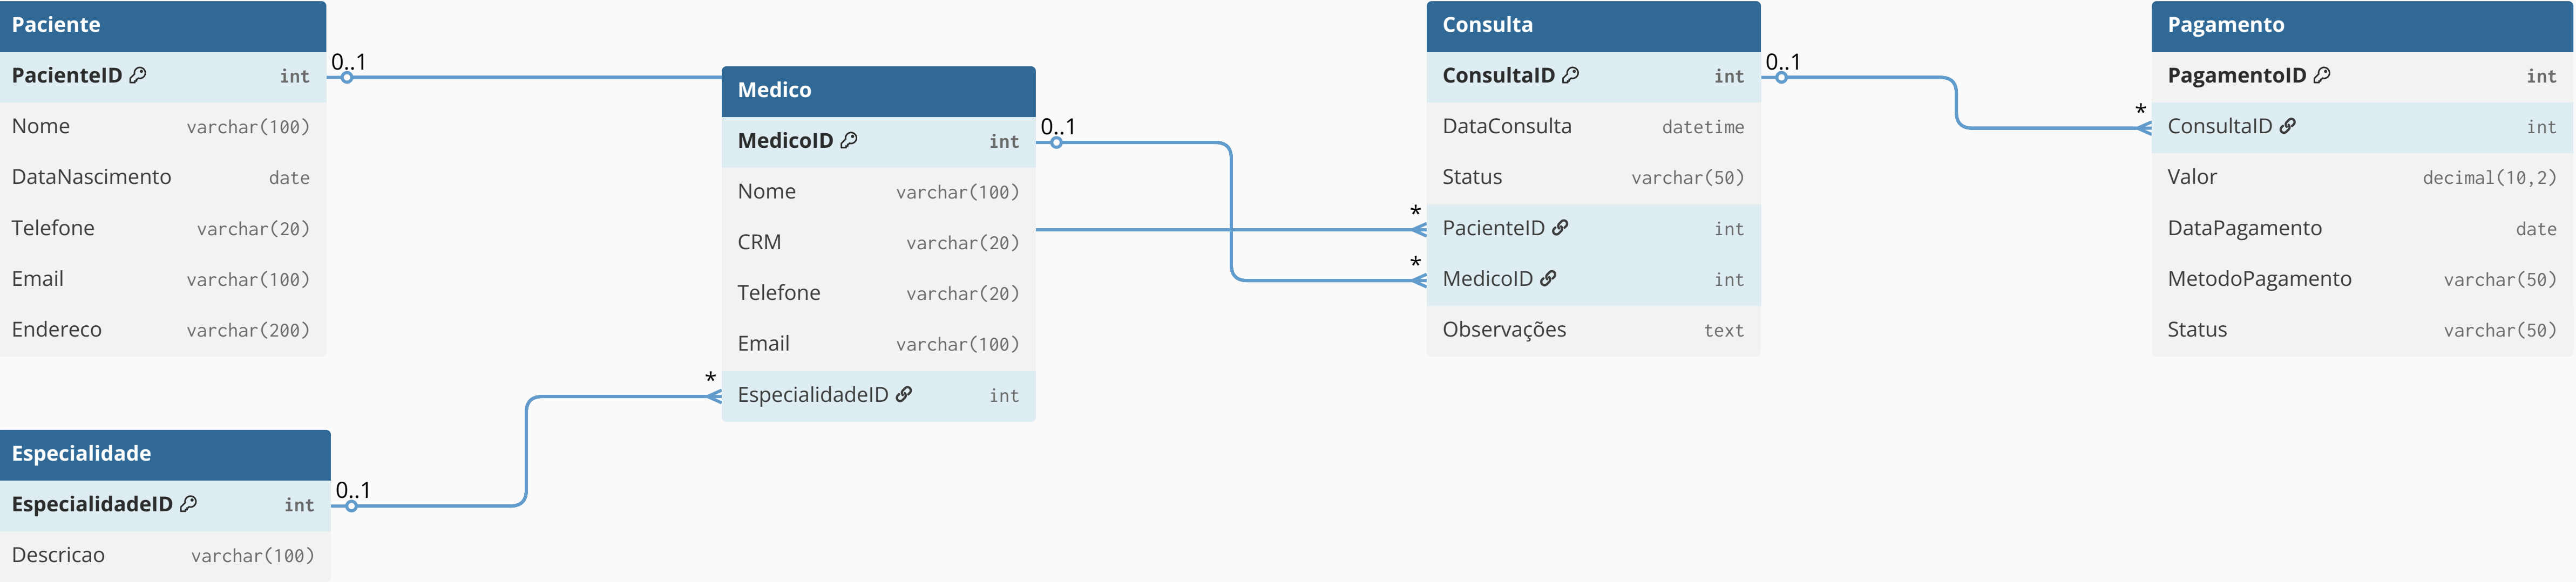 Paciente
PacienteID int
Nome varchar(100)
DataNascimento date
Telefone varchar(20)
Email varchar(100)
Endereco varchar(200)
0..1
Especialidade
EspecialidadeID int
Descricao varchar(100)
0..1
*
Medico
MedicoID int
Nome varchar(100)
CRM varchar(20)
Telefone varchar(20)
Email varchar(100)
EspecialidadeID int
0..1
*
*
Consulta
ConsultaID int
DataConsulta datetime
Status varchar(50)
PacienteID int
MedicoID int
Observações text
0..1
*
Pagamento
PagamentoID int
ConsultaID int
Valor decimal(10,2)
DataPagamento date
MetodoPagamento varchar(50)
Status varchar(50)